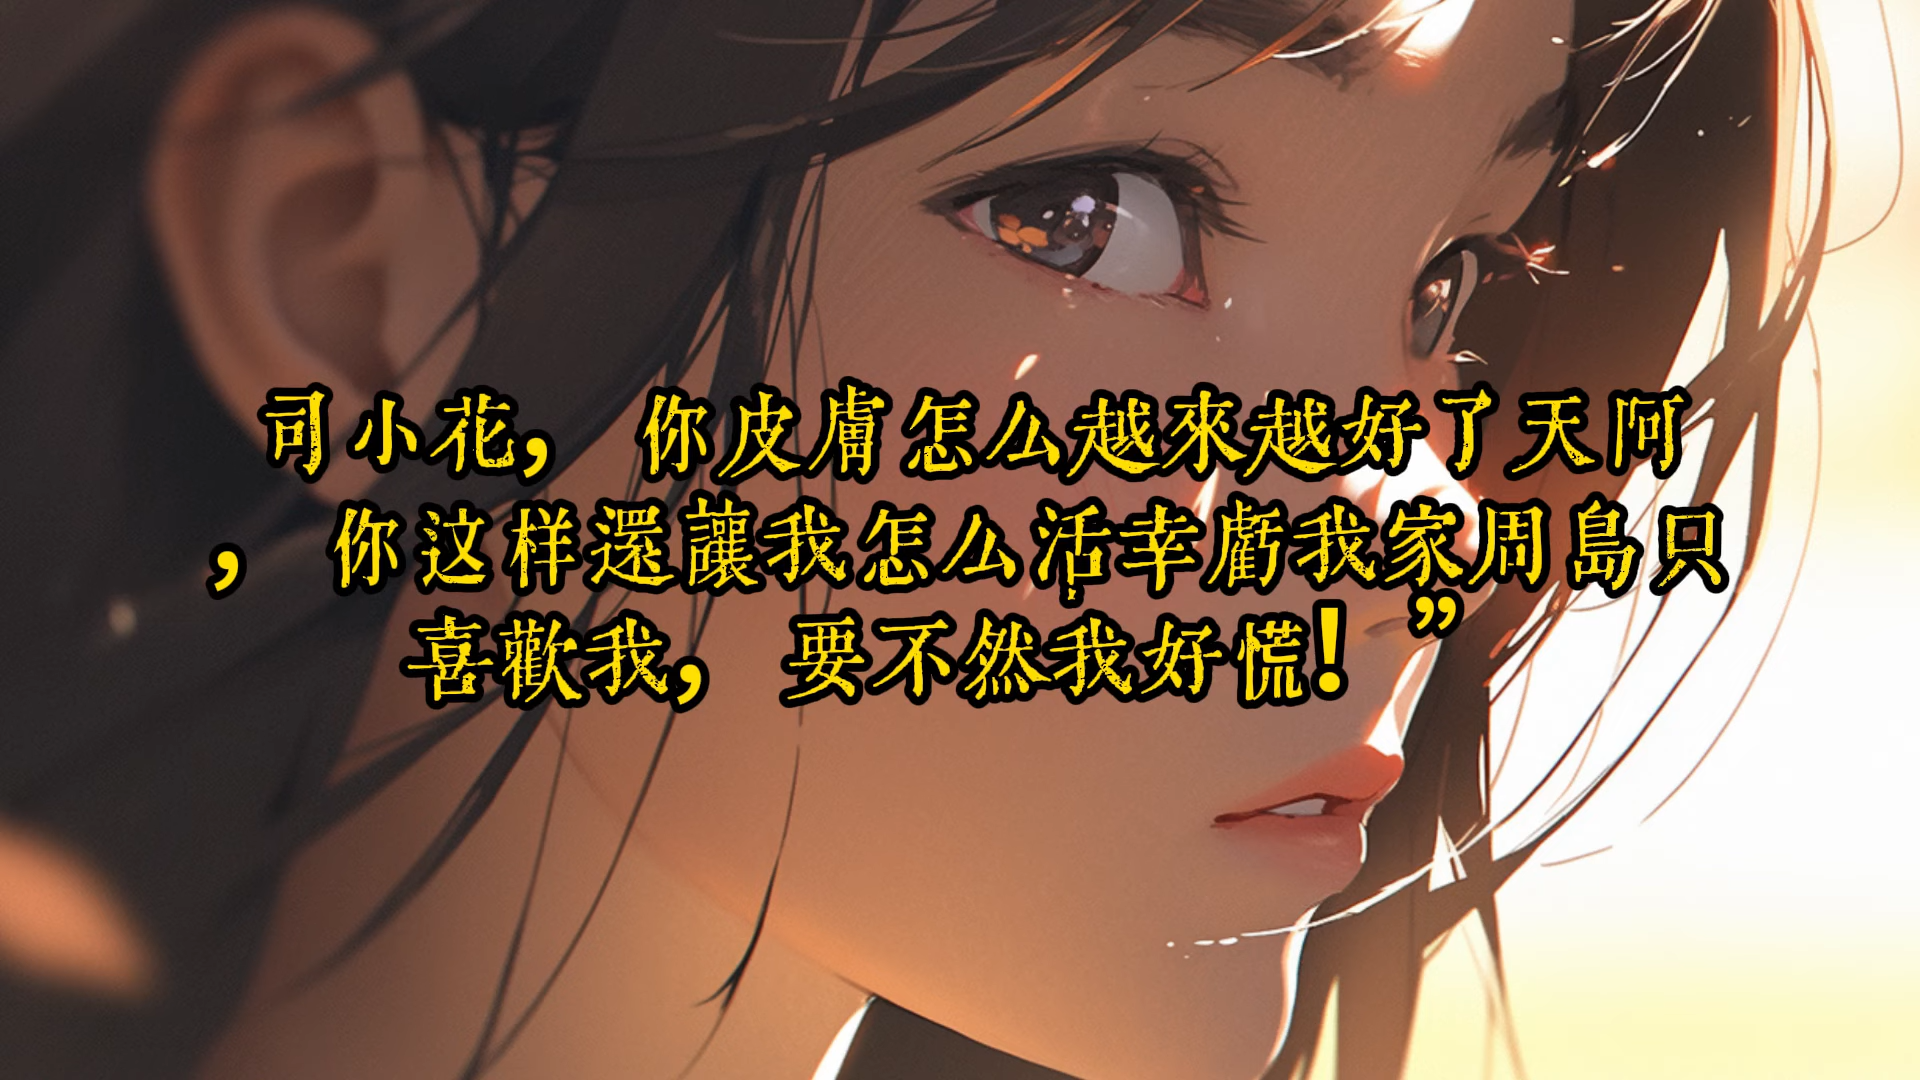 司小花， 你皮膚怎么越來越好了天阿
， 你这样還讓我怎么活幸虧我家周島只
喜歡我， 要不然我好慌！”